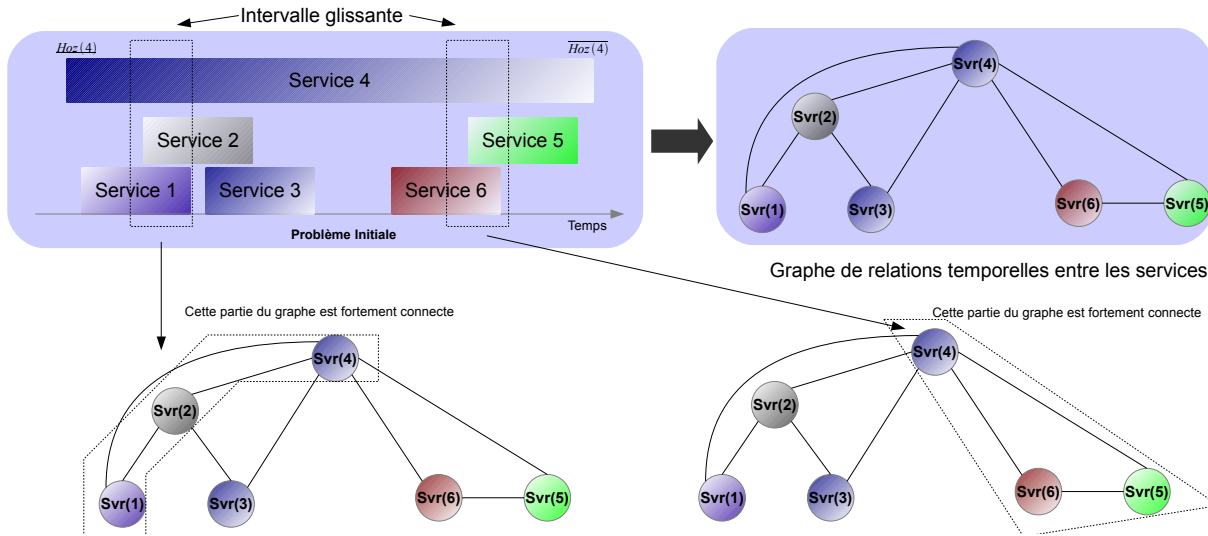 Intervalle glissante
Hoz(4)
Hoz(4)
Service 4
Service 2
Service 5
Service 1
Service 3
Service 6
Temps
Problème Initiale
Svr(4)
Svr(2)
Svr(1)
Svr(3)
Svr(6)
Svr(5)
Graphe de relations temporelles entre les services
Cette partie du graphe est fortement connecte
Svr(4)
Svr(2)
Svr(1)
Svr(3)
Svr(6)
Svr(5)
Cette partie du graphe est fortement connecte
Svr(4)
Svr(2)
Svr(1)
Svr(3)
Svr(6)
Svr(5)